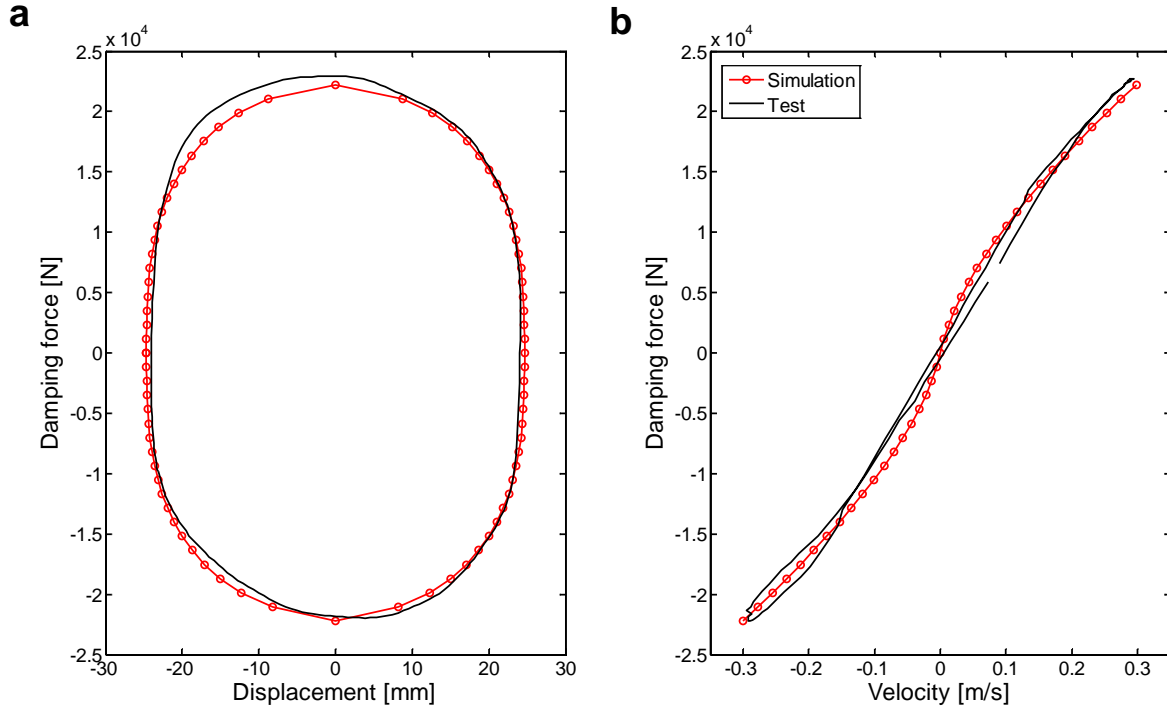 a
x 10^4
2.5
2
1.5
1
0.5
0
-0.5
-1
-1.5
-2
-2.5
-30 -20 -10 0 10 20 30
Displacement [mm]
Damping force [N]
b
x 10^4
Simulation
Test
2.5
2
1.5
1
0.5
0
-0.5
-1
-1.5
-2
-2.5
-0.3 -0.2 -0.1 0 0.1 0.2 0.3
Velocity [m/s]
Damping force [N]